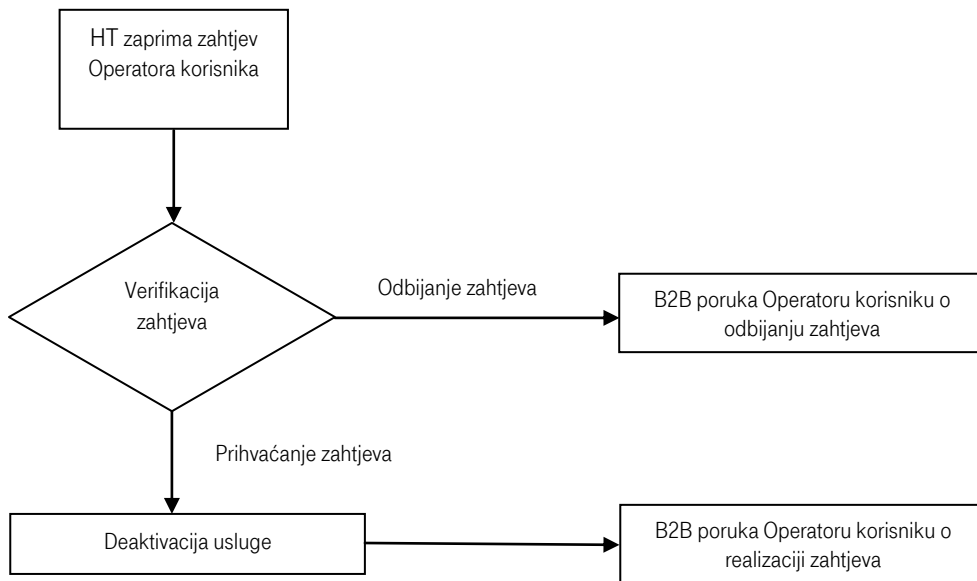 HT zaprima zahtjev
Operatora korisnika
Verifikacija
zahtjeva
Odbijanje zahtjeva
B2B poruka Operatoru korisniku o
odbijanju zahtjeva
Prihvaćanje zahtjeva
Deaktivacija usluge
B2B poruka Operatoru korisniku o
realizaciji zahtjeva